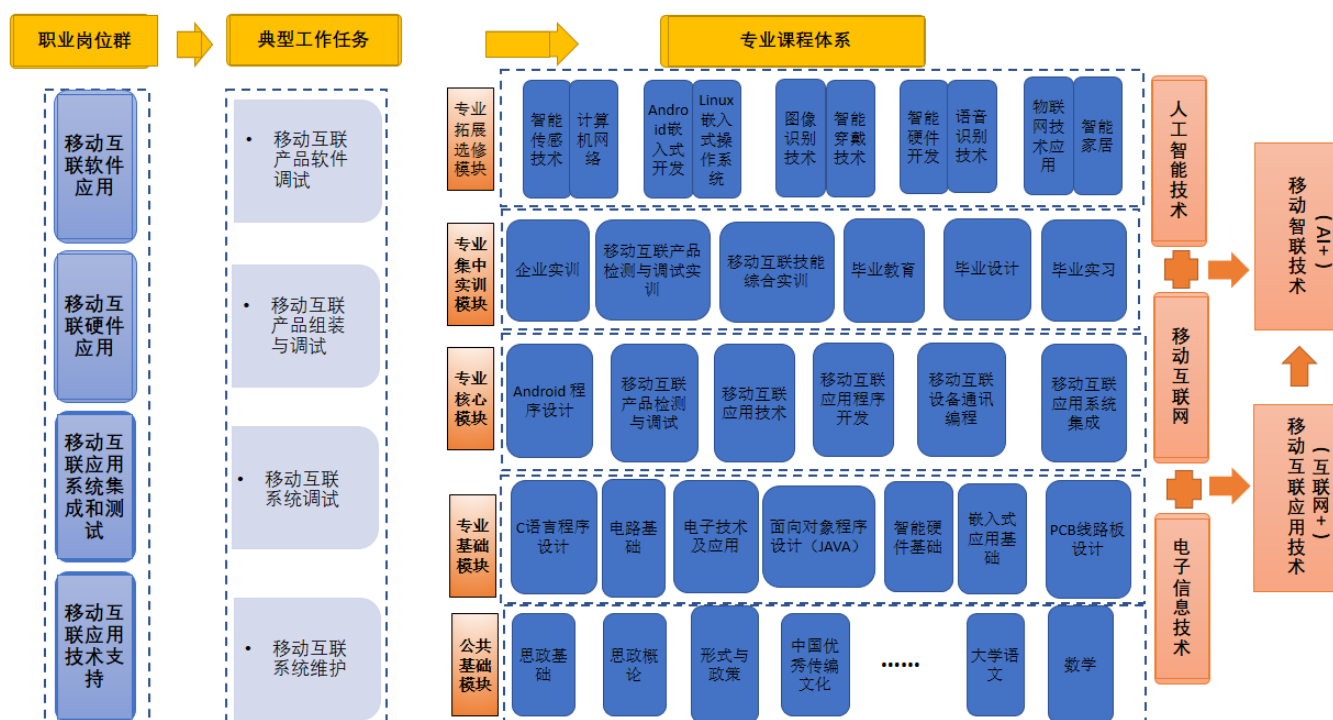 职业岗位群
典型工作任务
专业课程体系
移动互
联软件
应用
移动互
联硬件
应用
移动互
联应用
系统集
成和测
试
移动互
联应用
技术支
持
• 移动互联
产品软件
调试
• 移动互联
产品组装
与调试
• 移动互联
系统调试
• 移动互联
系统维护
专业
拓展
选修
模块
智能
传感
技术
计算
机网
络
Andro
id嵌
入式
开发
Linux
嵌入
式操
作系
统
图像
识别
技术
智能
穿戴
技术
智能
硬件
开发
语音
识别
技术
物联
网技
术应
用
智能
家居
专业
集中
实训
模块
企业实训
移动互联产品
检测与调试实
训
移动互联技能
综合实训
毕业教育
毕业设计
毕业实习
专业
核心
模块
Android 程
序设计
移动互联
产品检测
与调试
移动互联
应用技术
移动互联
应用程序
开发
移动互联
设备通讯
编程
移动互联
应用系统
集成
专业
基础
模块
C语言程序
设计
电路基
础
电子技术
及应用
面向对象程序
设计（JAVA）
智能硬
件基础
嵌入式
应用基
础
PCB线路板
设计
公共
基础
模块
思政基
础
思政概
论
形式与
政策
中国优
秀传编
文化
……
大学语
文
数学
人工智能技术
移动互联网
电子信息技术
移动智联技术
（AI+）
移动互联应用技术
（互联网+）